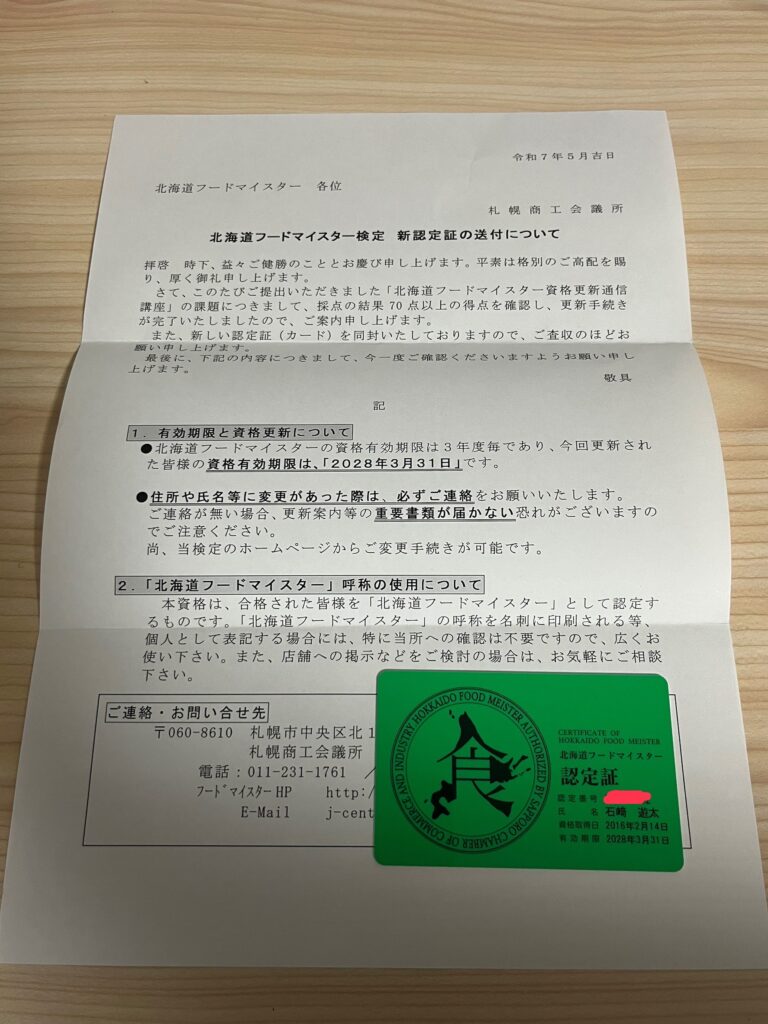 令和７年５月吉日
北海道フードマイスター　各位
札幌商工会議所
北海道フードマイスター検定　新認定証の送付について
拝啓　時下、益々ご健勝のこととお慶び申し上げます。平素は格別のご高配を賜
り、厚く御礼申し上げます。
さて、このたびご提出いただきました「北海道フードマイスター資格更新通信
講座」の課題につきまして、採点の結果 70 点以上の得点を確認し、更新手続き
が完了いたしましたので、ご案内申し上げます。
また、新しい認定証（カード）を同封いたしておりますので、ご査収のほどお
願い申し上げます。
最後に、下記の内容につきまして、今一度ご確認くださいますようお願い申し
上げます。
敬具
記
１．有効期限と資格更新について
●北海道フードマイスターの資格有効期限は３年度毎であり、今回更新され
た皆様の資格有効期限は、「2028年3月31日」です。
●住所や氏名等に変更があった際は、必ずご連絡をお願いいたします。
ご連絡が無い場合、更新案内等の重要書類が届かない恐れがございますの
でご注意ください。
尚、当検定のホームページからご変更手続きが可能です。
２．「北海道フードマイスター」呼称の使用について
本資格は、合格された皆様を「北海道フードマイスター」として認定す
るものです。「北海道フードマイスター」の呼称を名刺に印刷される等、
個人として表記する場合には、特に当所への確認は不要ですので、広くお
使い下さい。また、店舗への掲示などをご検討の場合は、お気軽にご相談
下さい。
ご連絡・お問い合せ先
〒060-8610　札幌市中央区北１
札幌商工会議所
電話：011-231-1761　／
ﾌｰﾄﾞﾏｲｽﾀｰ HP　http:/
E-Mail　j-cent
HOKKAIDO FOOD MEISTER AUTHORIZED BY SAPPORO CHAMBER OF COMMERCE AND INDUSTRY
食
CERTIFICATE OF
HOKKAIDO FOOD MEISTER
北海道フードマイスター
認定証
認定番号
氏　名　石﨑　遊太
資格取得日　2016年2月14日
有効期限　2028年3月31日